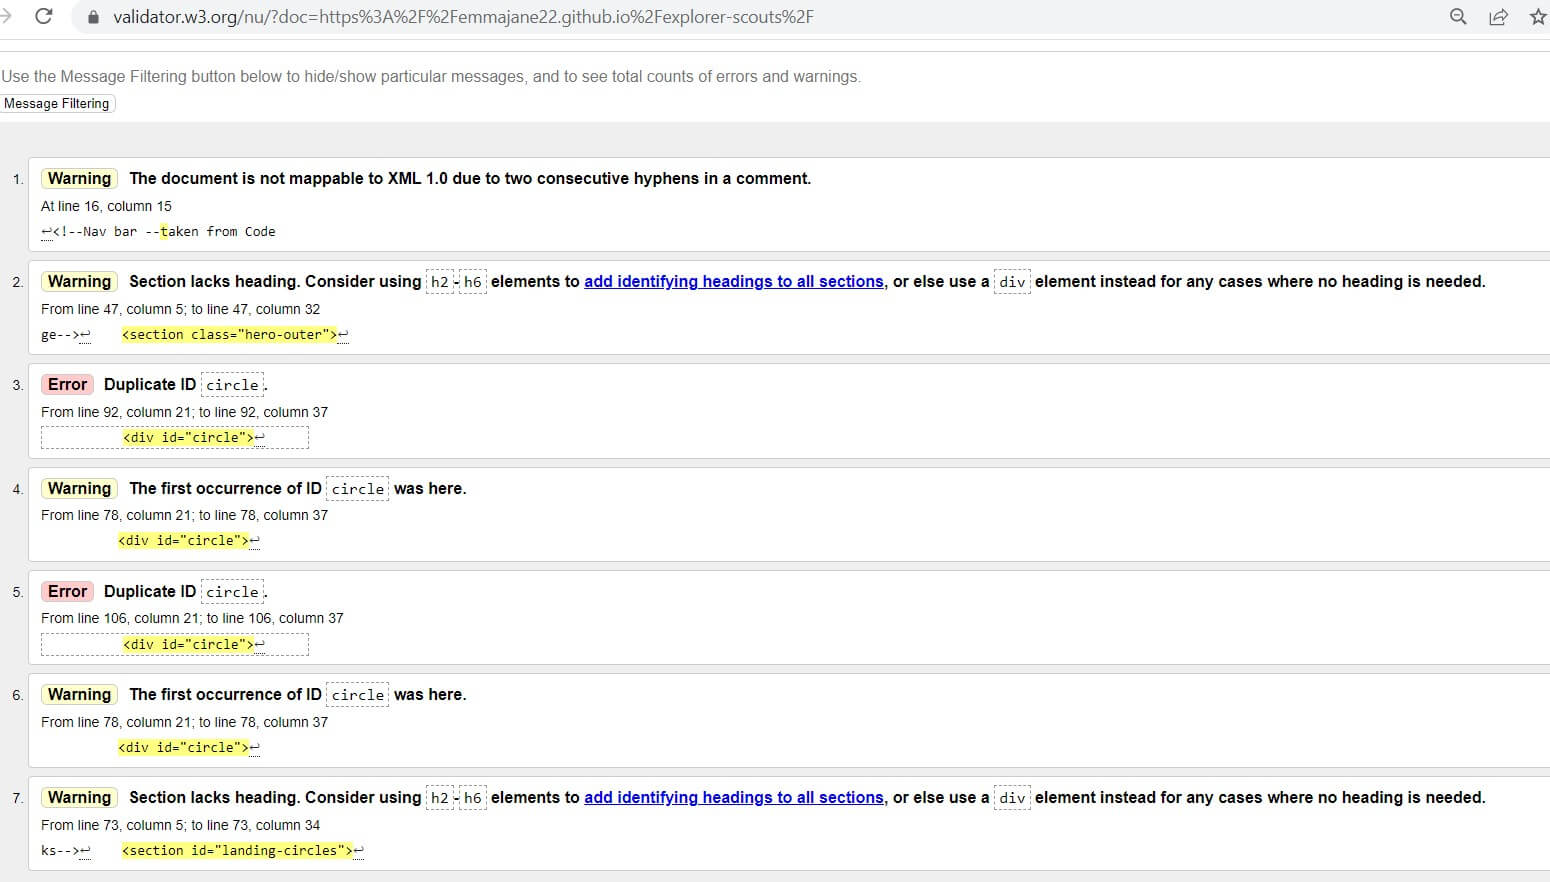 validator.w3.org/nu/?doc=https%3A%2F%2Femmajane22.github.io%2Fexplorer-scouts%2F
Use the Message Filtering button below to hide/show particular messages, and to see total counts of errors and warnings.
Message Filtering
1. Warning The document is not mappable to XML 1.0 due to two consecutive hyphens in a comment.
At line 16, column 15
↩<!--Nav bar --taken from Code
2. Warning Section lacks heading. Consider using h2-h6 elements to add identifying headings to all sections, or else use a div element instead for any cases where no heading is needed.
From line 47, column 5; to line 47, column 32
ge-->↩ <section class="hero-outer">↩
3. Error Duplicate ID circle.
From line 92, column 21; to line 92, column 37
<div id="circle">↩
4. Warning The first occurrence of ID circle was here.
From line 78, column 21; to line 78, column 37
<div id="circle">↩
5. Error Duplicate ID circle.
From line 106, column 21; to line 106, column 37
<div id="circle">↩
6. Warning The first occurrence of ID circle was here.
From line 78, column 21; to line 78, column 37
<div id="circle">↩
7. Warning Section lacks heading. Consider using h2-h6 elements to add identifying headings to all sections, or else use a div element instead for any cases where no heading is needed.
From line 73, column 5; to line 73, column 34
ks-->↩ <section id="landing-circles">↩